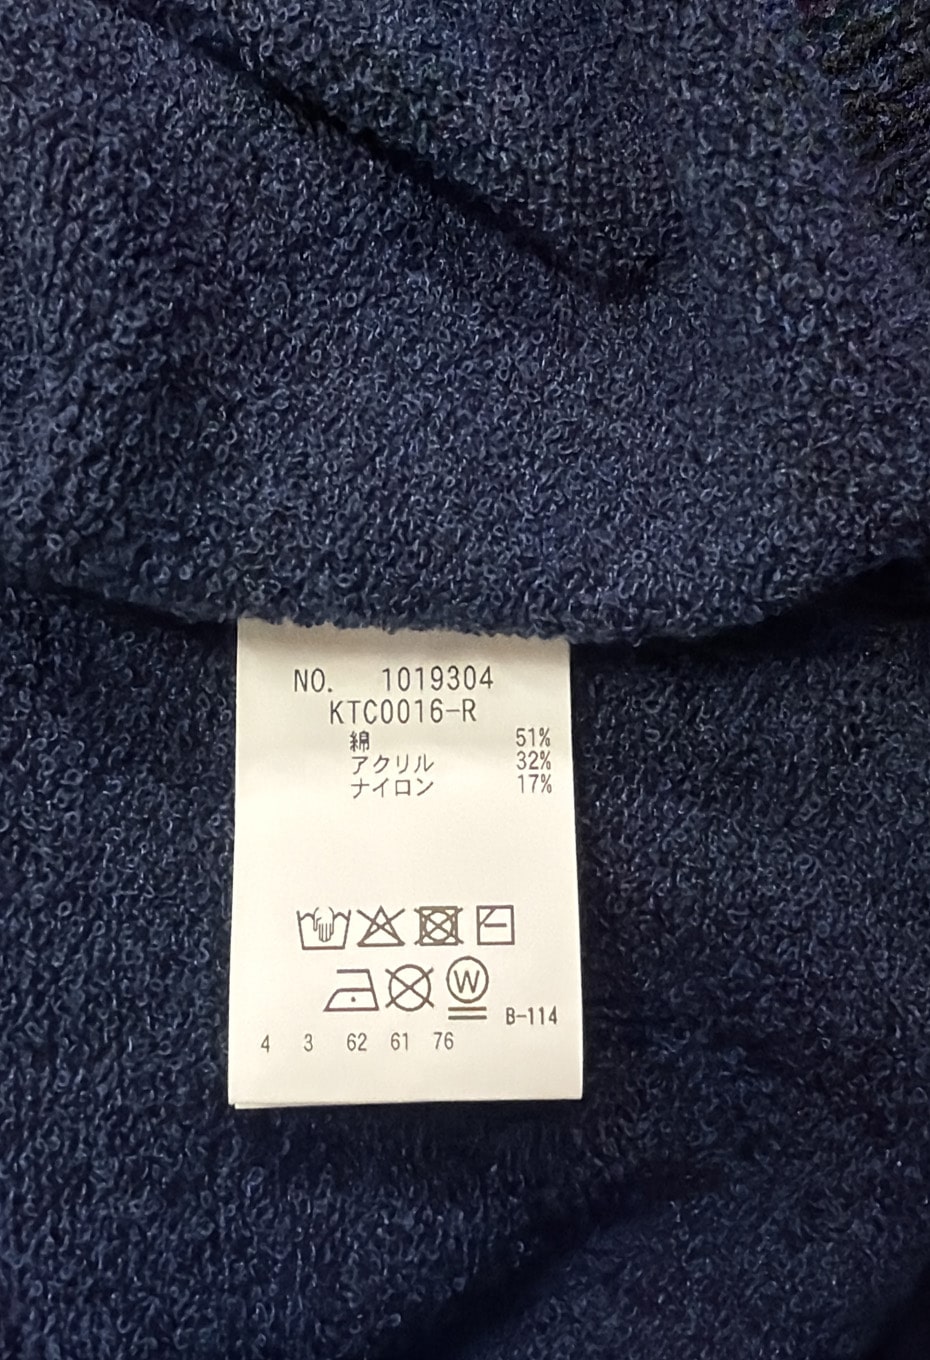 NO. 1019304
KTC0016-R
綿 51%
アクリル 32%
ナイロン 17%
W
B-114
4 3 62 61 76